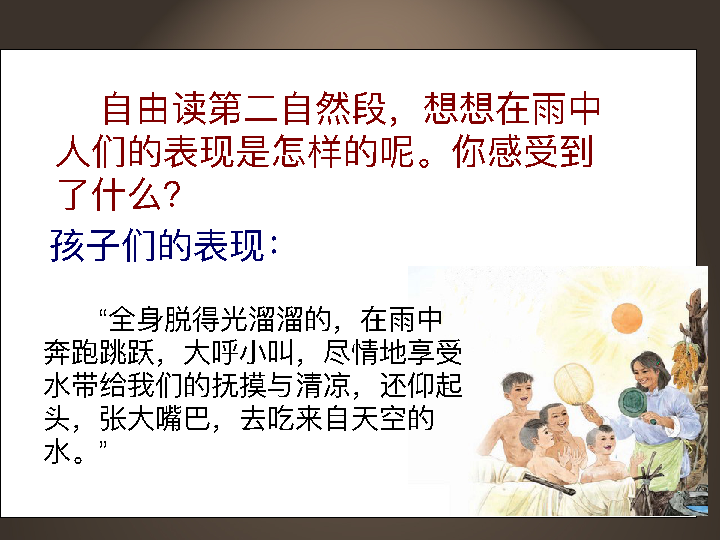 自由读第二自然段，想想在雨中
人们的表现是怎样的呢。你感受到
了什么？
孩子们的表现：
“全身脱得光溜溜的，在雨中
奔跑跳跃，大呼小叫，尽情地享受
水带给我们的抚摸与清凉，还仰起
头，张大嘴巴，去吃来自天空的
水。”